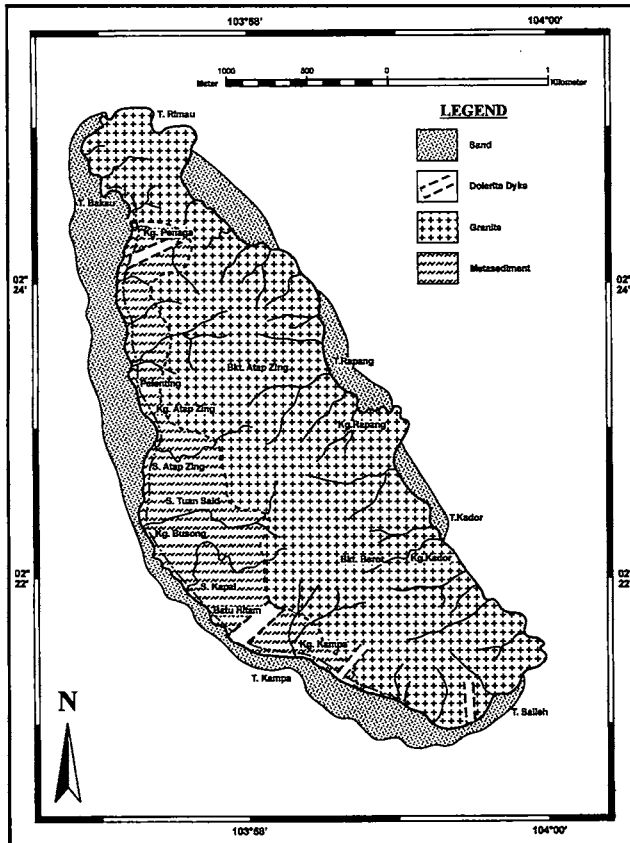 103°58' 104°00'
1000 500 0 1
Meter Kilometer
LEGEND
T. Rimau
Sand
Dolerite Dyke
T. Bakau
Kg. Penaga
Granite
Metasediment
02° 02°
24' 24'
T.Rapang
Bkt. Atap Zing
Pelenting
Kg. Atap Zing
Kg.Rapang
S. Atap Zing
S. Tuan Said
T.Kador
Kg. Busong
Bkt. Berot Kg.Kador
02° 02°
22' 22'
S. Kapal
Batu Hitam
Kg. Kampa
T. Kampa
N
T. Salleh
103°58' 104°00'